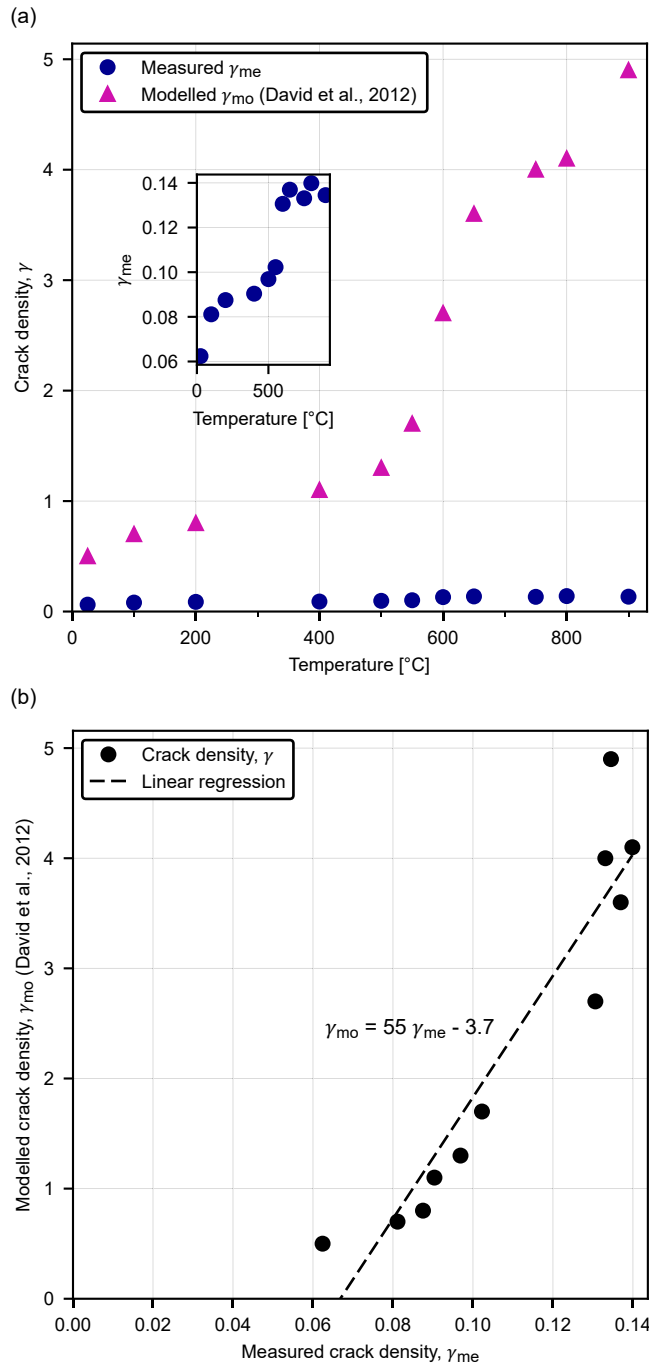 (a)
5
4
3
2
1
0
Crack density, γ
Measured γme
Modelled γmo (David et al., 2012)
0.14
0.12
0.10
0.08
0.06
γme
0
500
Temperature [°C]
0
200
400
600
800
Temperature [°C]
(b)
5
4
3
2
1
0
Modelled crack density, γmo (David et al., 2012)
Crack density, γ
Linear regression
γmo = 55 γme - 3.7
0.00
0.02
0.04
0.06
0.08
0.10
0.12
0.14
Measured crack density, γme